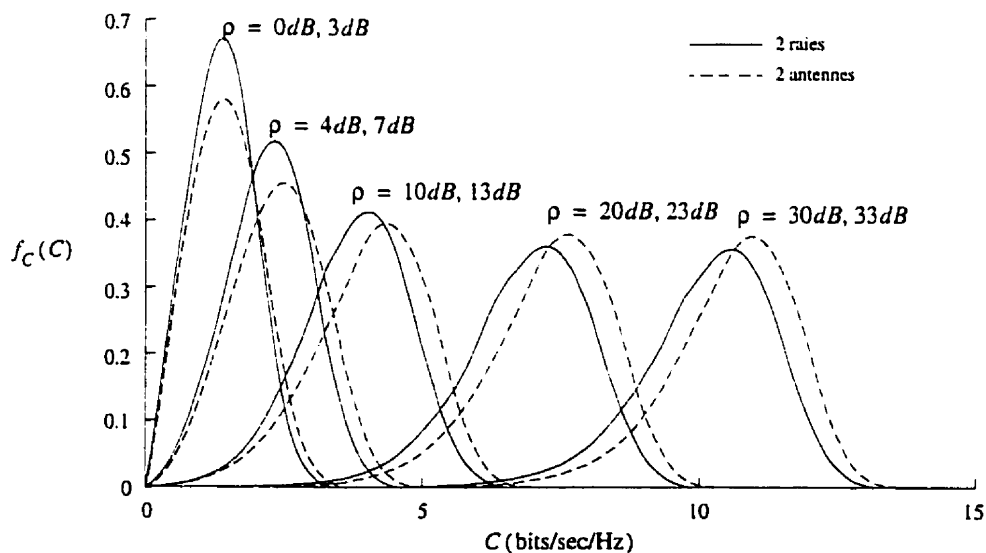 0.7
0.6
0.5
0.4
0.3
0.2
0.1
0
f_C(C)
ρ = 0dB, 3dB
ρ = 4dB, 7dB
ρ = 10dB, 13dB
ρ = 20dB, 23dB
ρ = 30dB, 33dB
2 raies
2 antennes
0
5
10
15
C (bits/sec/Hz)